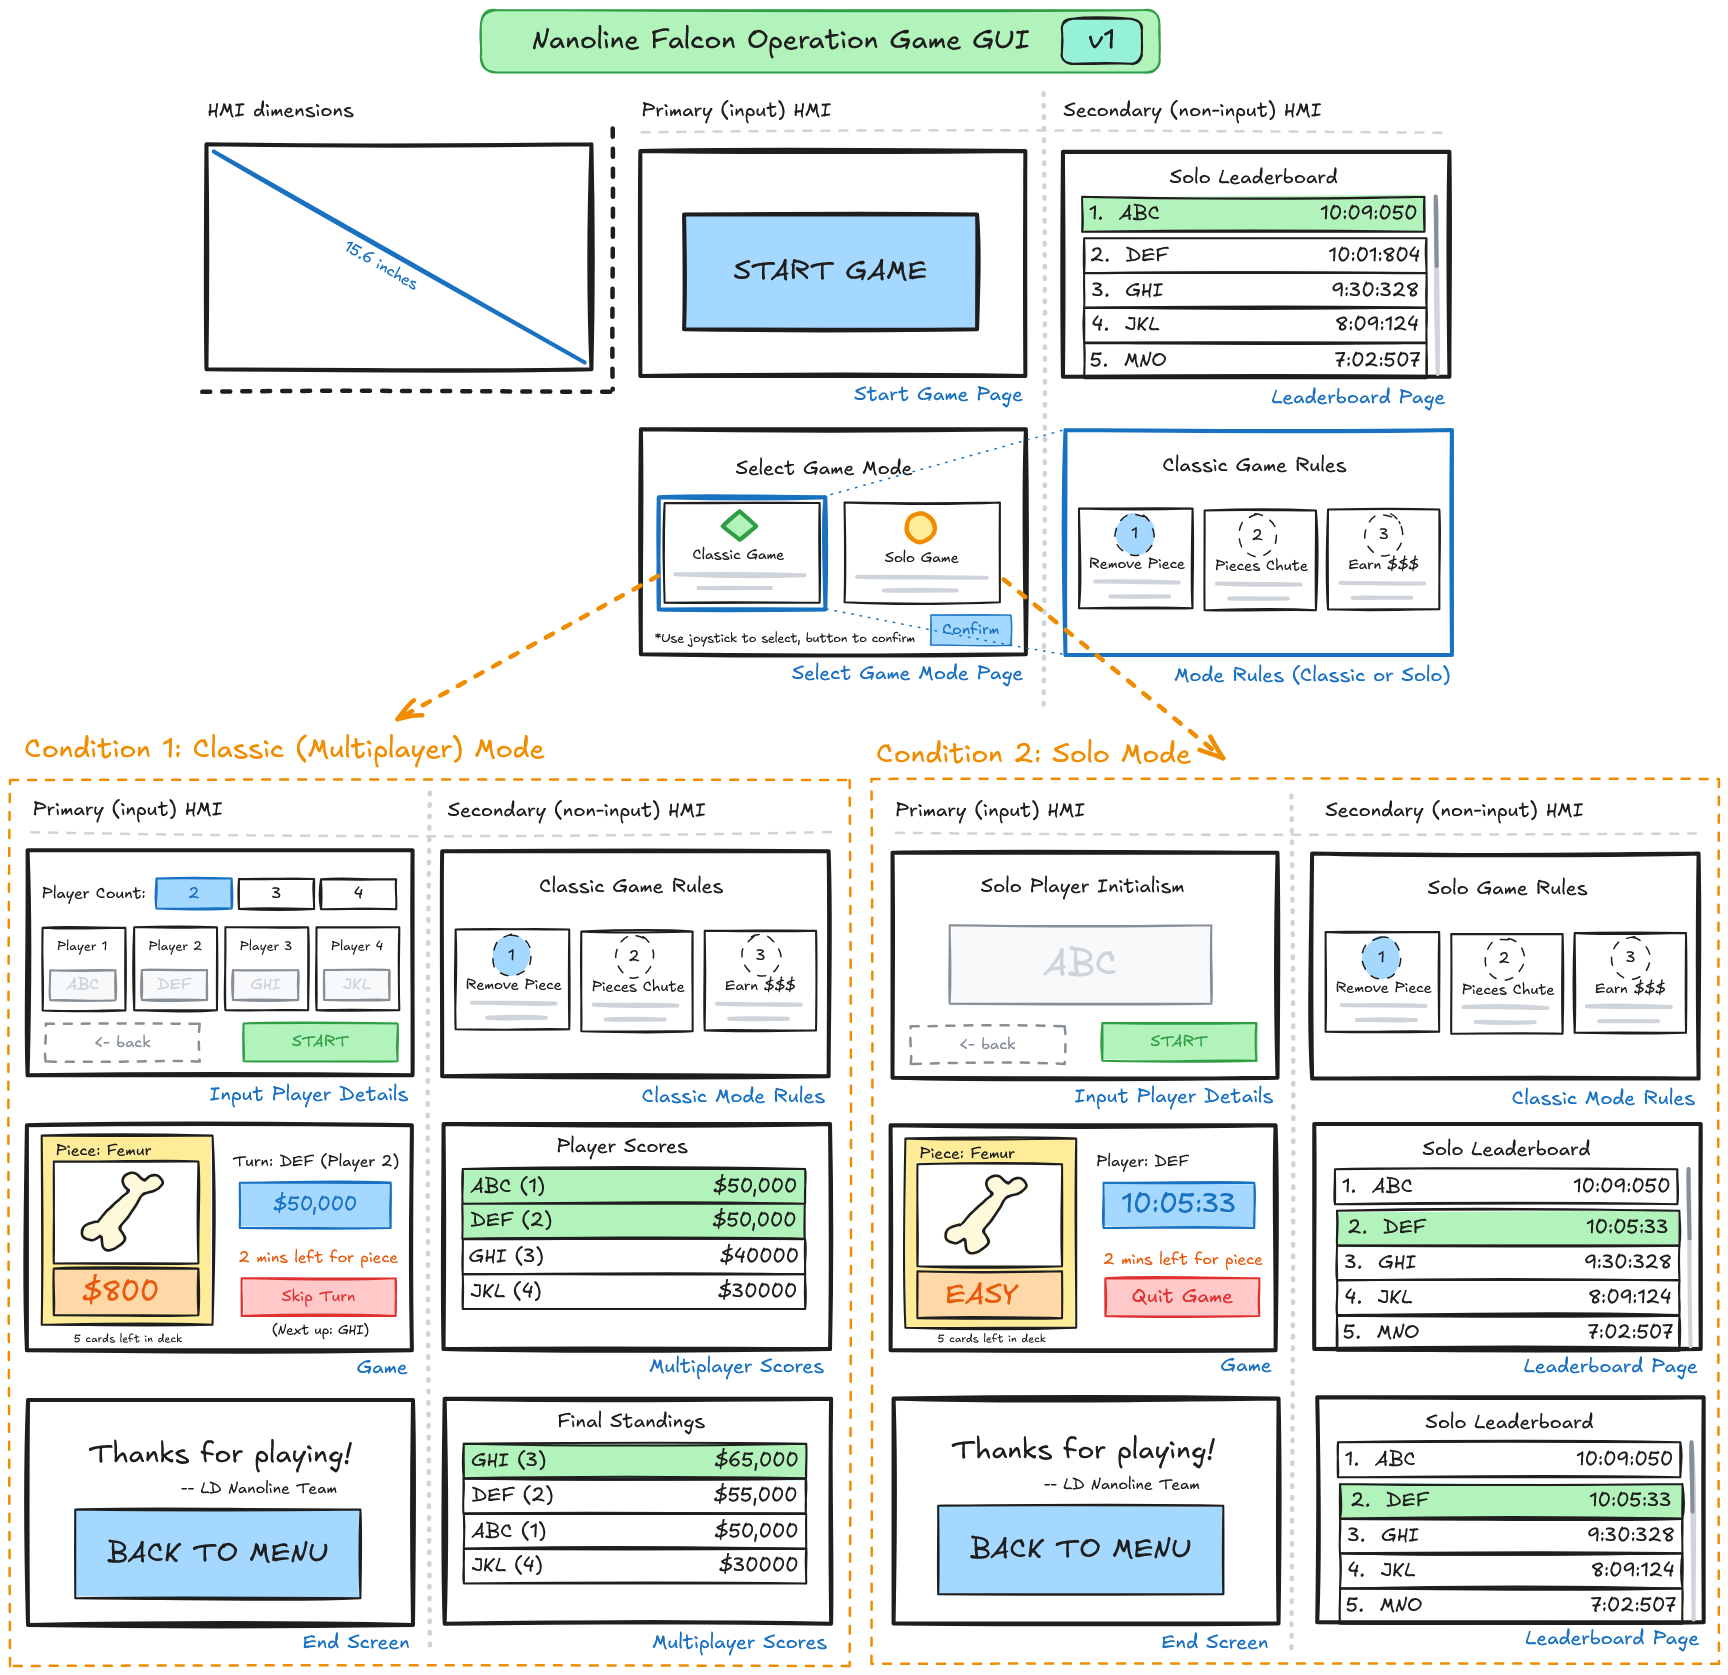 Nanoline Falcon Operation Game GUI v1
HMI dimensions
15.6 inches
Primary (input) HMI
START GAME
Start Game Page
Secondary (non-input) HMI
Solo Leaderboard
1. ABC 10:09:050
2. DEF 10:01:804
3. GHI 9:30:328
4. JKL 8:09:124
5. MNO 7:02:507
Leaderboard Page
Select Game Mode
Classic Game
Solo Game
*Use joystick to select, button to confirm
Confirm
Select Game Mode Page
Classic Game Rules
1
Remove Piece
2
Pieces Chute
3
Earn $$$
Mode Rules (Classic or Solo)
Condition 1: Classic (Multiplayer) Mode
Primary (input) HMI
Player Count: 2 3 4
Player 1
ABC
Player 2
DEF
Player 3
GHI
Player 4
JKL
<- back
START
Input Player Details
Secondary (non-input) HMI
Classic Game Rules
1
Remove Piece
2
Pieces Chute
3
Earn $$$
Classic Mode Rules
Piece: Femur
$800
5 cards left in deck
Turn: DEF (Player 2)
$50,000
2 mins left for piece
Skip Turn
(Next up: GHI)
Game
Player Scores
ABC (1) $50,000
DEF (2) $50,000
GHI (3) $40000
JKL (4) $30000
Multiplayer Scores
Thanks for playing!
-- LD Nanoline Team
BACK TO MENU
End Screen
Final Standings
GHI (3) $65,000
DEF (2) $55,000
ABC (1) $50,000
JKL (4) $30000
Multiplayer Scores
Condition 2: Solo Mode
Primary (input) HMI
Solo Player Initialism
ABC
<- back
START
Input Player Details
Secondary (non-input) HMI
Solo Game Rules
1
Remove Piece
2
Pieces Chute
3
Earn $$$
Classic Mode Rules
Piece: Femur
EASY
5 cards left in deck
Player: DEF
10:05:33
2 mins left for piece
Quit Game
Game
Solo Leaderboard
1. ABC 10:09:050
2. DEF 10:05:33
3. GHI 9:30:328
4. JKL 8:09:124
5. MNO 7:02:507
Leaderboard Page
Thanks for playing!
-- LD Nanoline Team
BACK TO MENU
End Screen
Solo Leaderboard
1. ABC 10:09:050
2. DEF 10:05:33
3. GHI 9:30:328
4. JKL 8:09:124
5. MNO 7:02:507
Leaderboard Page